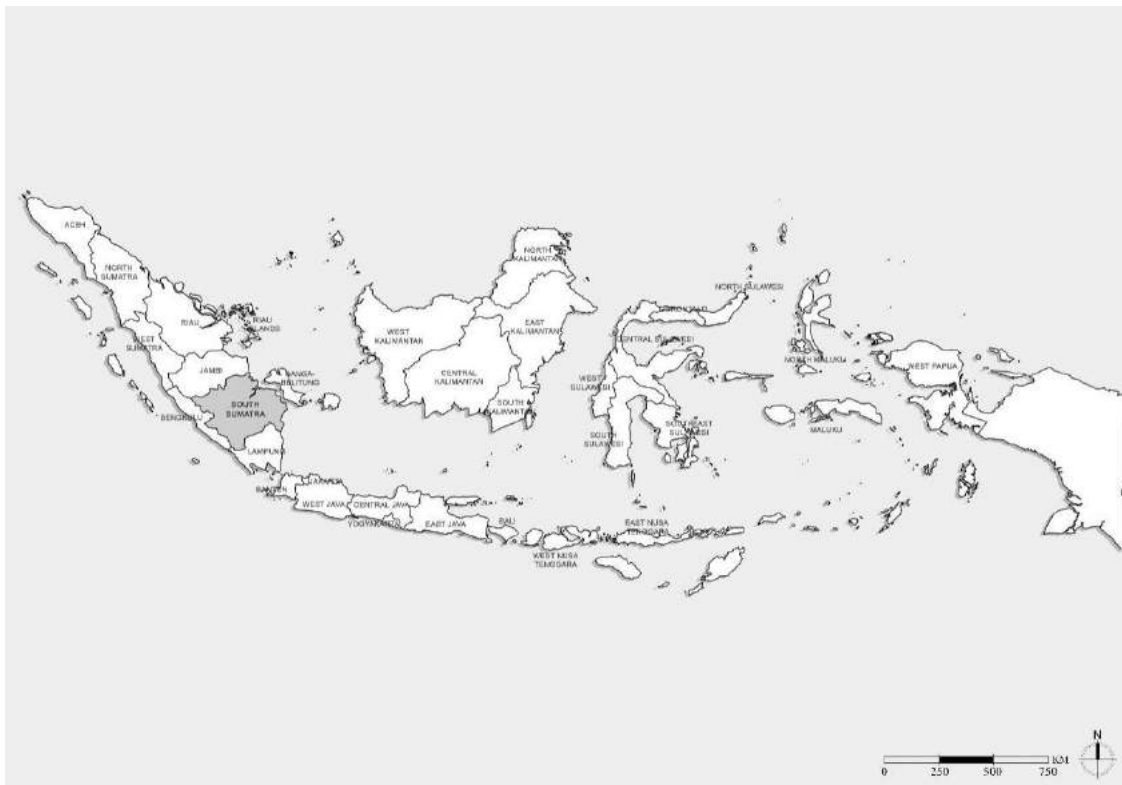 ACEH
NORTH
SUMATRA
RIAU
RIAU
ISLANDS
WEST
SUMATRA
JAMBI
BANGA-
BELITUNG
SOUTH
SUMATRA
BENGKULU
LAMPUNG
BANTEN
JAKARTA
WEST JAVA
CENTRAL JAVA
YOGYAKARTA
EAST JAVA
BALI
WEST NUSA
TENGGARA
EAST NUSA
TENGGARA
WEST
KALIMANTAN
CENTRAL
KALIMANTAN
SOUTH
KALIMANTAN
EAST
KALIMANTAN
NORTH
KALIMANTAN
NORTH SULAWESI
GORONTALO
CENTRAL SULAWESI
WEST
SULAWESI
SOUTH
SULAWESI
SOUTHEAST
SULAWESI
NORTH MALUKU
MALUKU
WEST PAPUA
N
KM
0 250 500 750